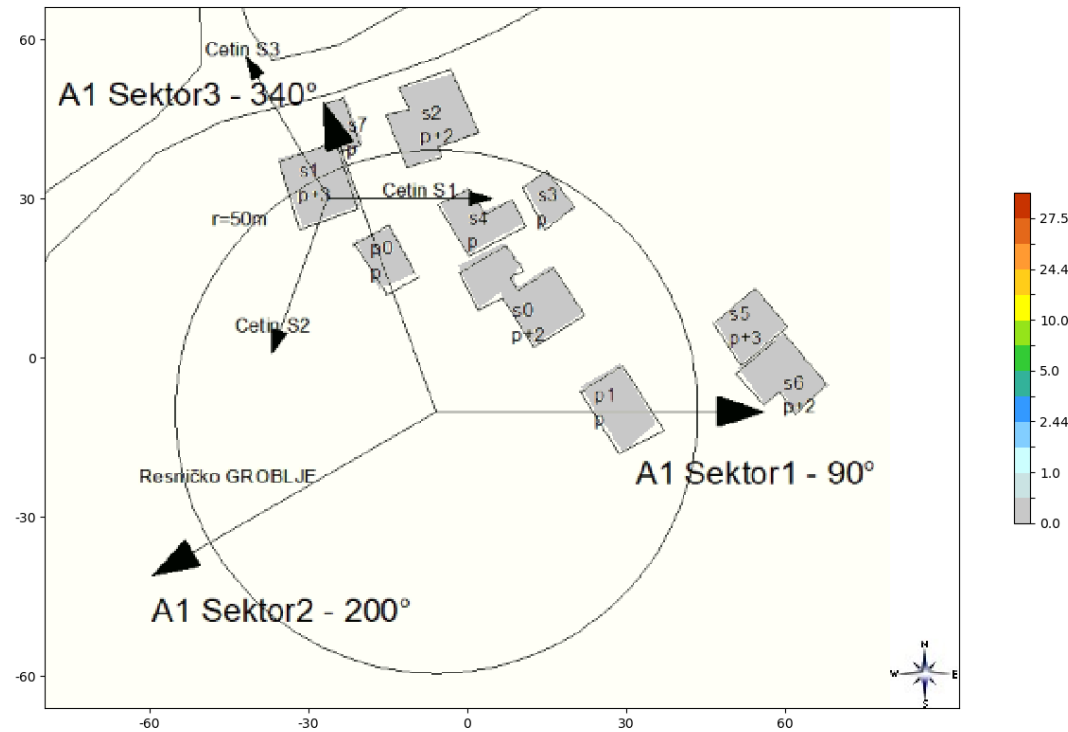 60
30
0
-30
-60
Cetin S3
A1 Sektor3 - 340°
s7
p
s2
p+2
s1
p+3
Cetin S1
s3
p
r=50m
s4
p
p0
p
s0
p+2
Cetin S2
s5
p+3
s6
p+2
p1
p
A1 Sektor1 - 90°
Resničko GROBLJE
A1 Sektor2 - 200°
N
W E
S
-60 -30 0 30 60
27.5
24.4
10.0
5.0
2.44
1.0
0.0